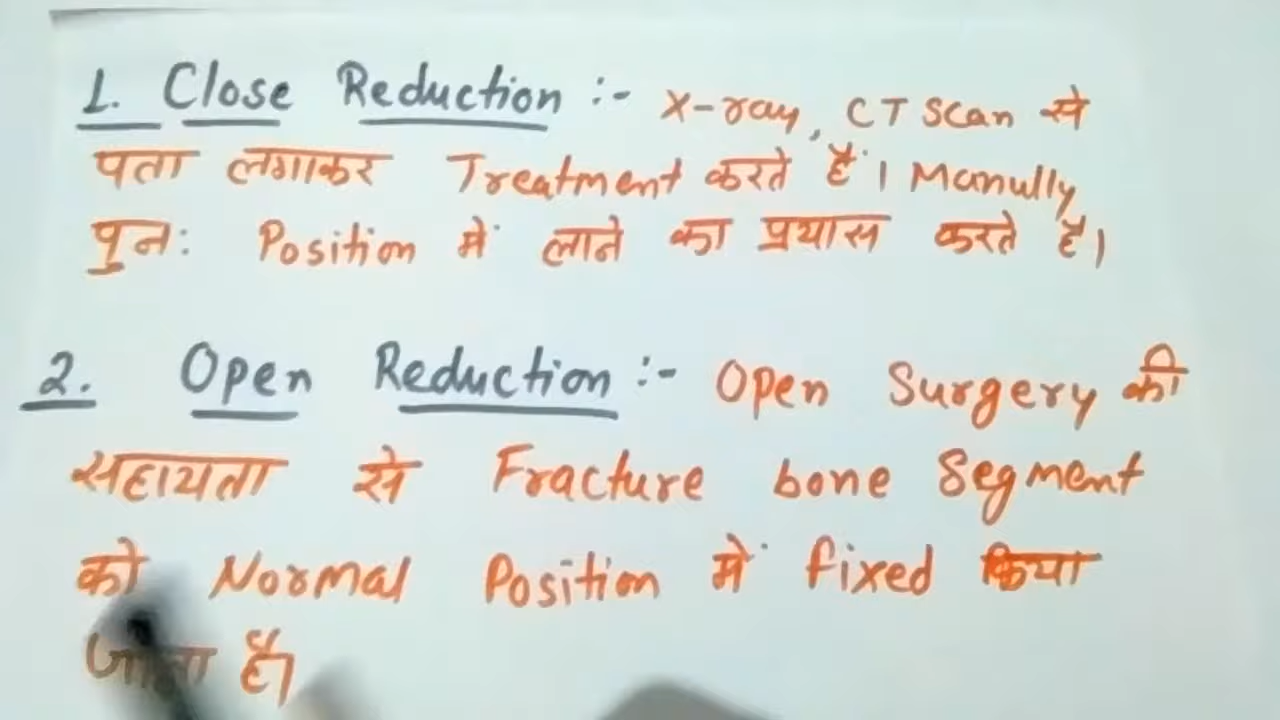 1. Close Reduction :- X-ray, CT Scan से
पता लगाकर Treatment करते हैं। Manully
पुनः Position में लाने का प्रयास करते है।
2. Open Reduction :- Open Surgery की
सहायता से Fracture bone Segment
को Normal Position में fixed किया
जाता है।